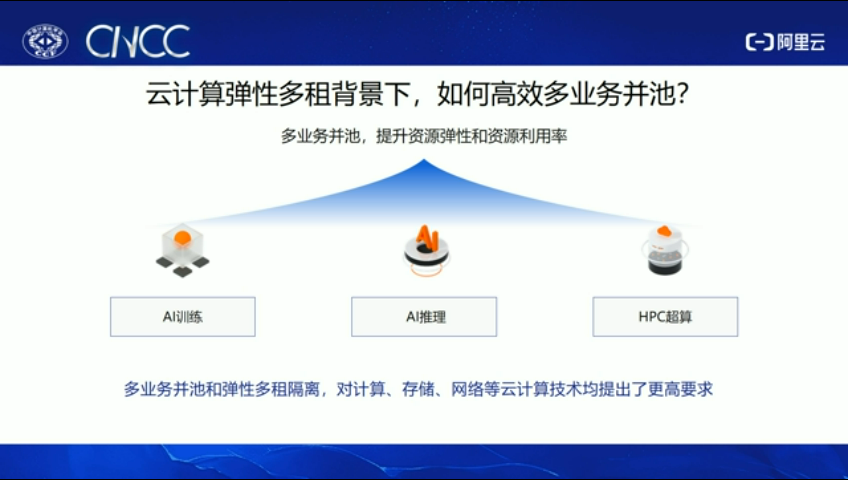 CCF
CNCC
阿里云
云计算弹性多租背景下，如何高效多业务并池？
多业务并池，提升资源弹性和资源利用率
AI
AI训练
AI推理
HPC超算
多业务并池和弹性多租隔离，对计算、存储、网络等云计算技术均提出了更高要求